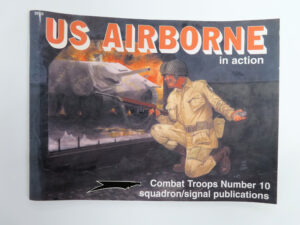 US AIRBORNE
in action
Combat Troops Number 10
squadron/signal publications